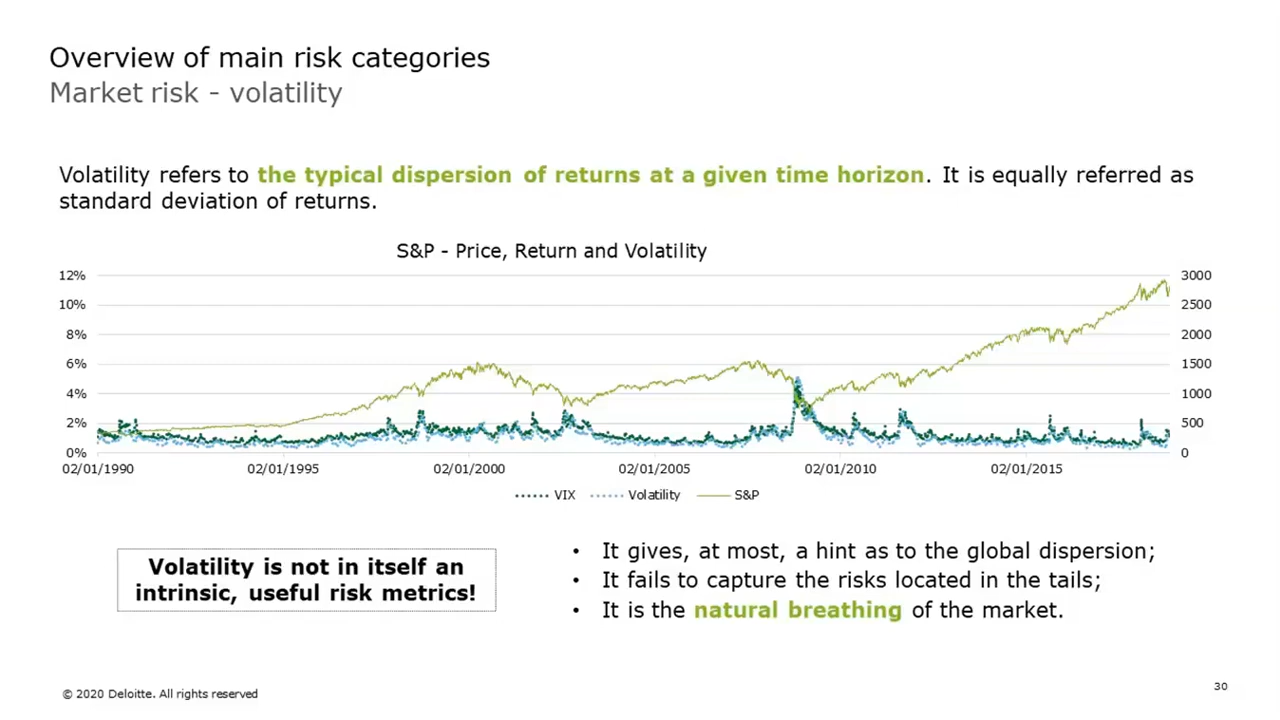 Overview of main risk categories
Market risk - volatility
Volatility refers to the typical dispersion of returns at a given time horizon. It is equally referred as
standard deviation of returns.
S&P - Price, Return and Volatility
12%
10%
8%
6%
4%
2%
0%
3000
2500
2000
1500
1000
500
0
02/01/1990
02/01/1995
02/01/2000
02/01/2005
02/01/2010
02/01/2015
VIX
Volatility
S&P
Volatility is not in itself an
intrinsic, useful risk metrics!
• It gives, at most, a hint as to the global dispersion;
• It fails to capture the risks located in the tails;
• It is the natural breathing of the market.
© 2020 Deloitte. All rights reserved
30